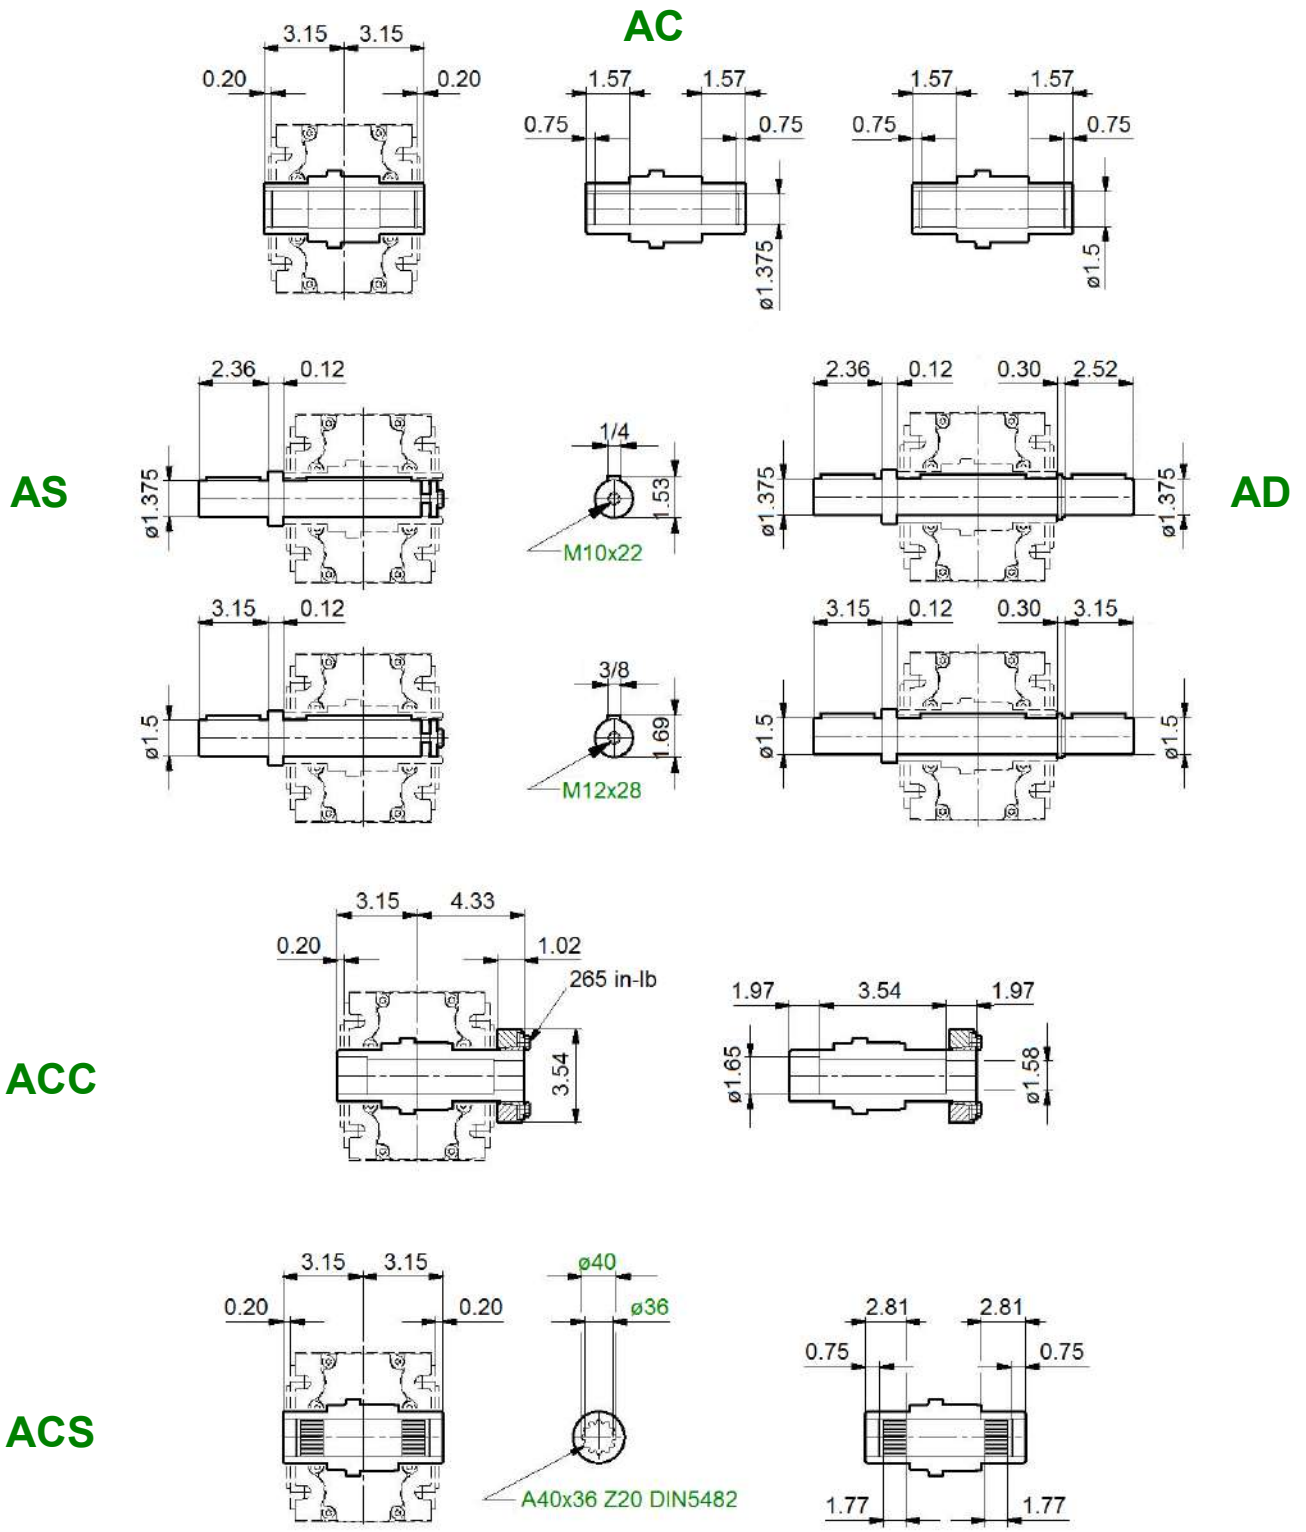 AC
3.15 3.15
0.20 0.20
1.57 1.57
0.75 0.75
ø1.375
1.57 1.57
0.75 0.75
ø1.5
AS
2.36 0.12
ø1.375
1/4
1.53
M10x22
2.36 0.12 0.30 2.52
ø1.375 ø1.375
AD
3.15 0.12
ø1.5
3/8
1.69
M12x28
3.15 0.12 0.30 3.15
ø1.5 ø1.5
ACC
3.15 4.33
0.20 1.02
265 in-lb
3.54
1.97 3.54 1.97
ø1.65 ø1.58
ACS
3.15 3.15
0.20 0.20
ø40
ø36
A40x36 Z20 DIN5482
2.81 2.81
0.75 0.75
1.77 1.77